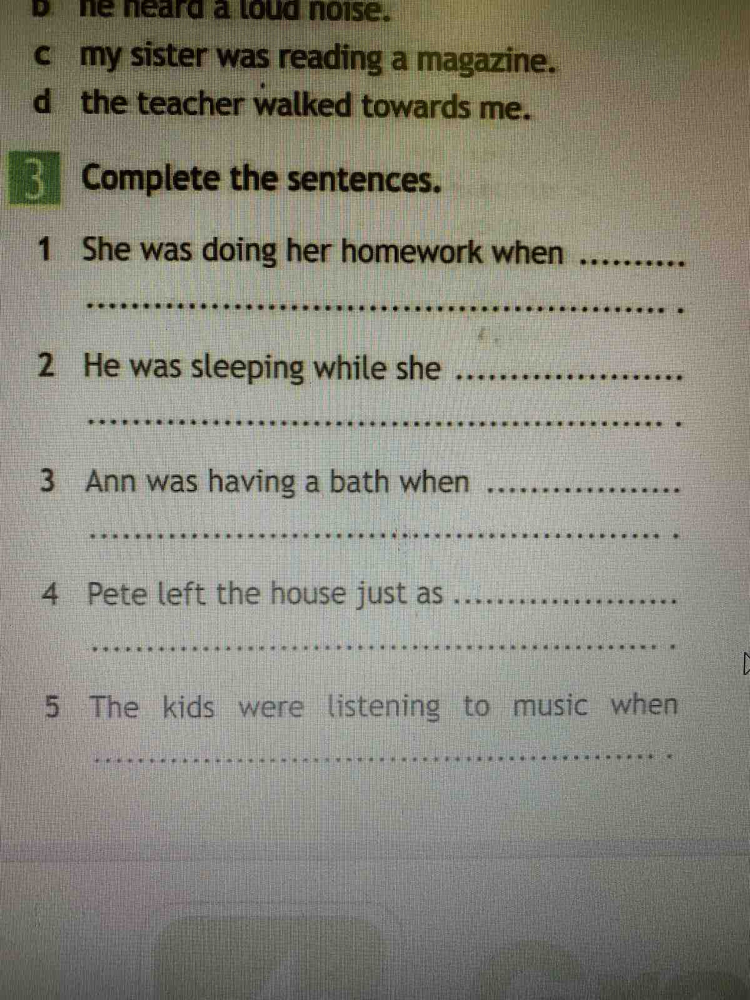 b he heard a loud noise.
c my sister was reading a magazine.
d the teacher walked towards me.
3 Complete the sentences.
1 She was doing her homework when ..........
.................................................... .
2 He was sleeping while she .....................
.................................................... .
3 Ann was having a bath when ..................
.................................................... .
4 Pete left the house just as .....................
.................................................... .
5 The kids were listening to music when
.................................................... .